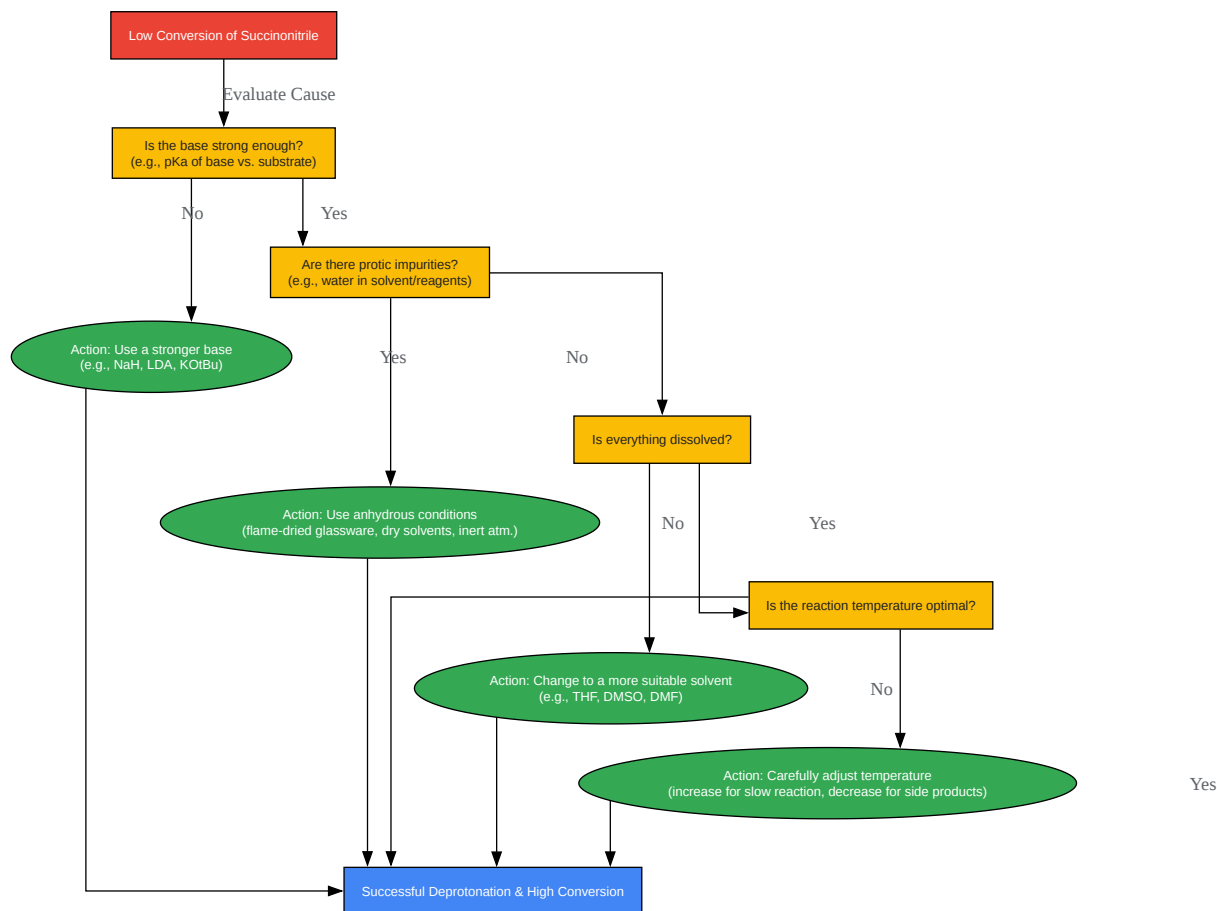 Low Conversion of Succinonitrile
Evaluate Cause
Is the base strong enough?
(e.g., pKa of base vs. substrate)
No
Yes
Are there protic impurities?
(e.g., water in solvent/reagents)
Action: Use a stronger base
(e.g., NaH, LDA, KOtBu)
Yes
No
Is everything dissolved?
Action: Use anhydrous conditions
(flame-dried glassware, dry solvents, inert atm.)
No
Yes
Is the reaction temperature optimal?
Action: Change to a more suitable solvent
(e.g., THF, DMSO, DMF)
No
Action: Carefully adjust temperature
(increase for slow reaction, decrease for side products)
Yes
Successful Deprotonation & High Conversion